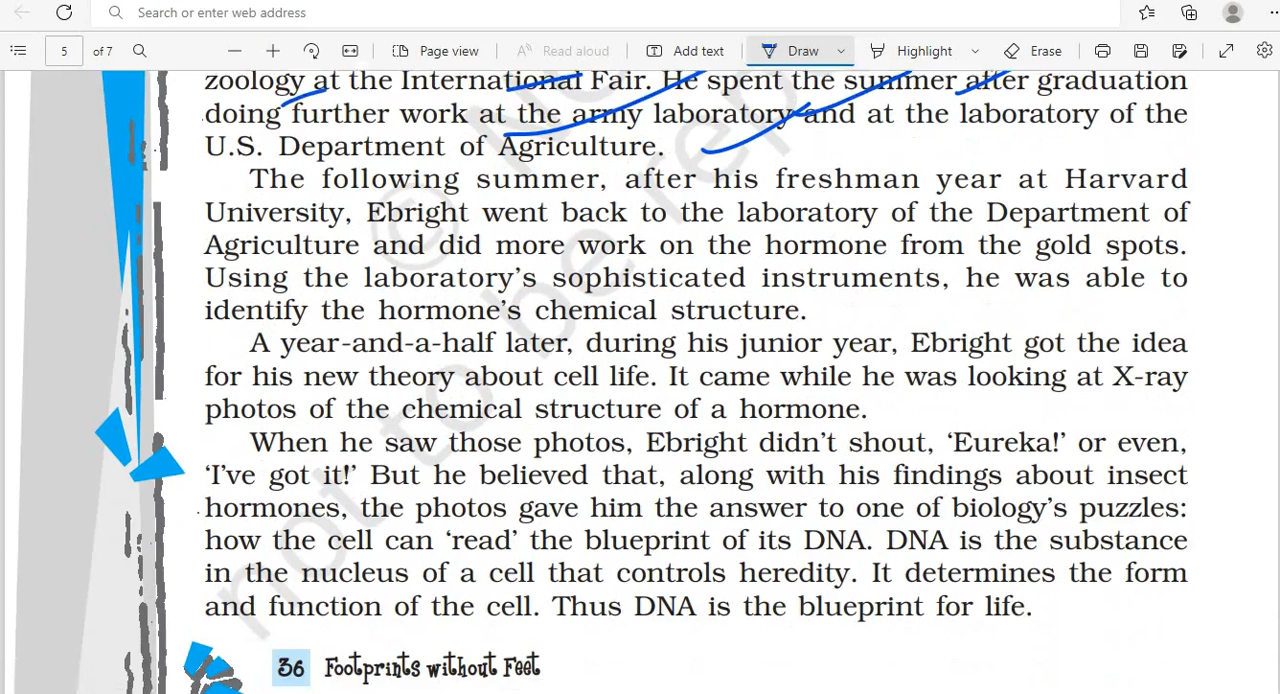 Search or enter web address
5 of 7
Page view
Read aloud
Add text
Draw
Highlight
Erase
zoology at the International Fair. He spent the summer after graduation
doing further work at the army laboratory and at the laboratory of the
U.S. Department of Agriculture.
The following summer, after his freshman year at Harvard
University, Ebright went back to the laboratory of the Department of
Agriculture and did more work on the hormone from the gold spots.
Using the laboratory's sophisticated instruments, he was able to
identify the hormone's chemical structure.
A year-and-a-half later, during his junior year, Ebright got the idea
for his new theory about cell life. It came while he was looking at X-ray
photos of the chemical structure of a hormone.
When he saw those photos, Ebright didn't shout, 'Eureka!' or even,
'I've got it!' But he believed that, along with his findings about insect
hormones, the photos gave him the answer to one of biology's puzzles:
how the cell can 'read' the blueprint of its DNA. DNA is the substance
in the nucleus of a cell that controls heredity. It determines the form
and function of the cell. Thus DNA is the blueprint for life.
© 
not to be rep
36 Footprints without Feet